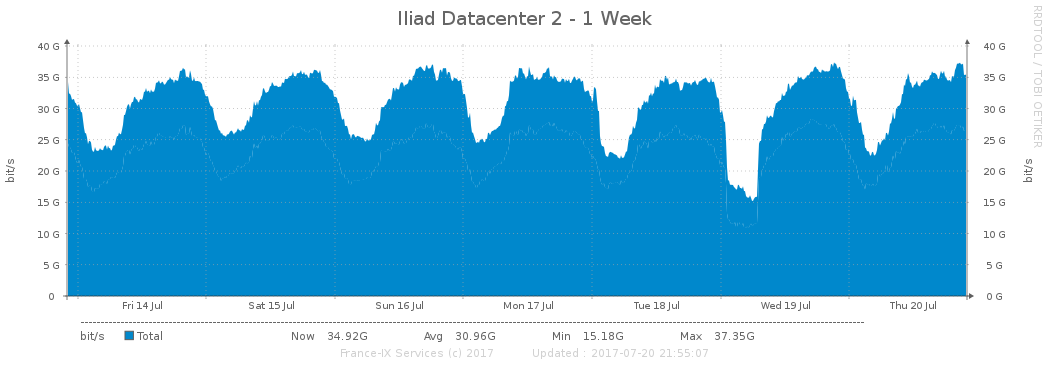 Iliad Datacenter 2 - 1 Week
RRDTOOL / TOBI OETIKER
40 G 40 G
35 G 35 G
30 G 30 G
25 G 25 G
20 G 20 G
15 G 15 G
10 G 10 G
5 G 5 G
0 0 G
bit/s bit/s
Fri 14 Jul Sat 15 Jul Sun 16 Jul Mon 17 Jul Tue 18 Jul Wed 19 Jul Thu 20 Jul
bit/s Total Now 34.92G Avg 30.96G Min 15.18G Max 37.35G
France-IX Services (c) 2017 Updated : 2017-07-20 21:55:07